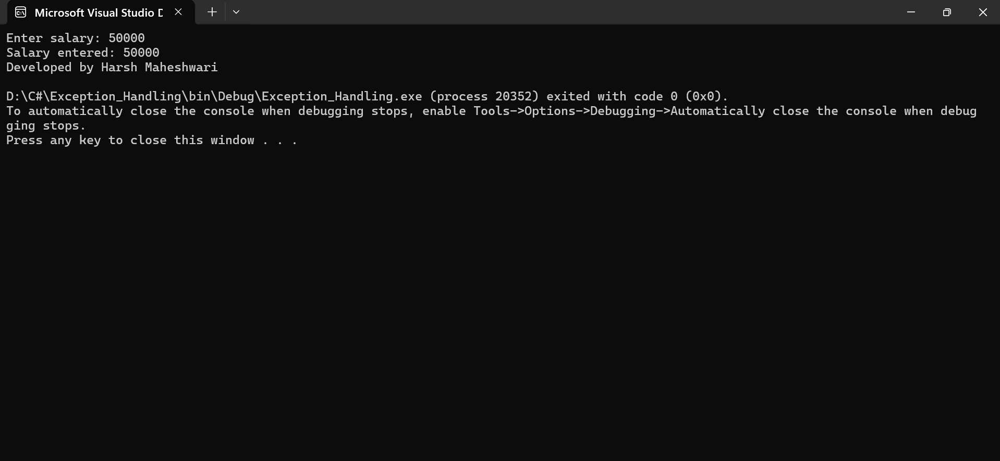 Microsoft Visual Studio D
Enter salary: 50000
Salary entered: 50000
Developed by Harsh Maheshwari
D:\C#\Exception_Handling\bin\Debug\Exception_Handling.exe (process 20352) exited with code 0 (0x0).
To automatically close the console when debugging stops, enable Tools->Options->Debugging->Automatically close the console when debug
ging stops.
Press any key to close this window . . .